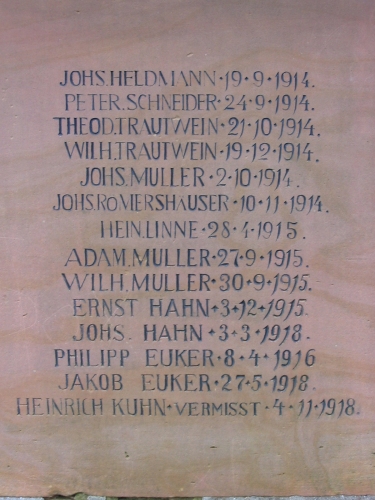 JOHS. HELDMANN · 19 · 9 · 1914.
PETER. SCHNEIDER · 24 · 9 · 1914.
THEOD. TRAUTWEIN · 21 · 10 · 1914.
WILH. TRAUTWEIN · 19 · 12 · 1914.
JOHS. MULLER · 2 · 10 · 1914.
JOHS. ROMERSHAUSER · 10 · 11 · 1914.
HEIN. LINNE · 28 · 4 · 1915.
ADAM. MULLER · 27 · 9 · 1915.
WILH. MULLER · 30 · 9 · 1915.
ERNST HAHN · 3 · 12 · 1915.
JOHS. HAHN · 3 · 3 · 1918.
PHILIPP EUKER · 8 · 4 · 1916
JAKOB EUKER · 27 · 5 · 1918.
HEINRICH KUHN · VERMISST · 4 · 11 · 1918.